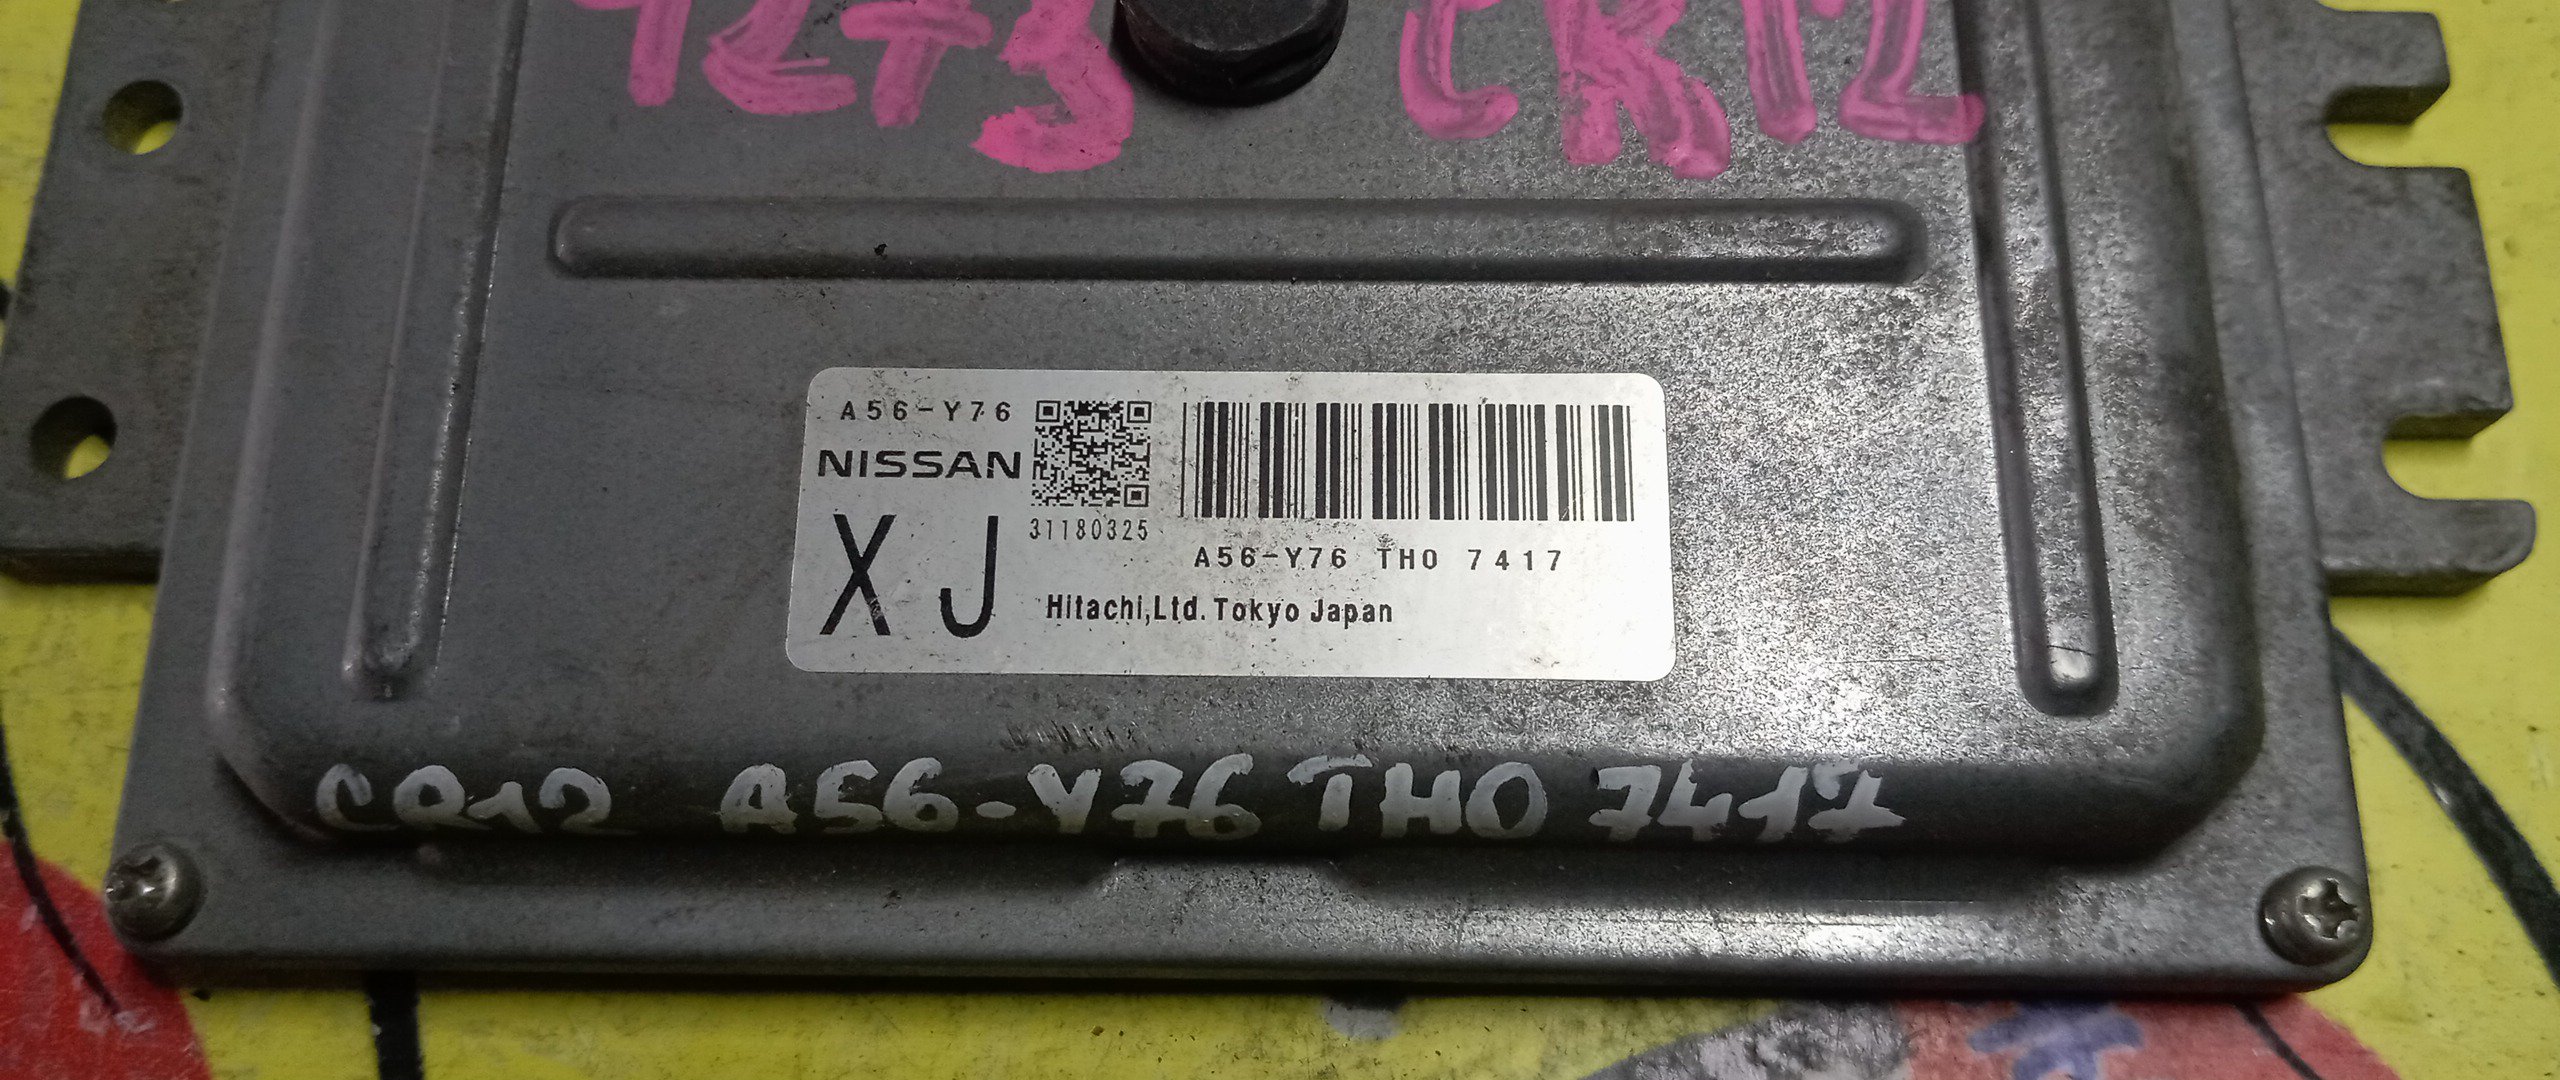 CR12
A56-Y76
NISSAN
XJ
31180325
A56-Y76 TH0 7417
Hitachi,Ltd. Tokyo Japan
CR12 A56-Y76 TH0 7417